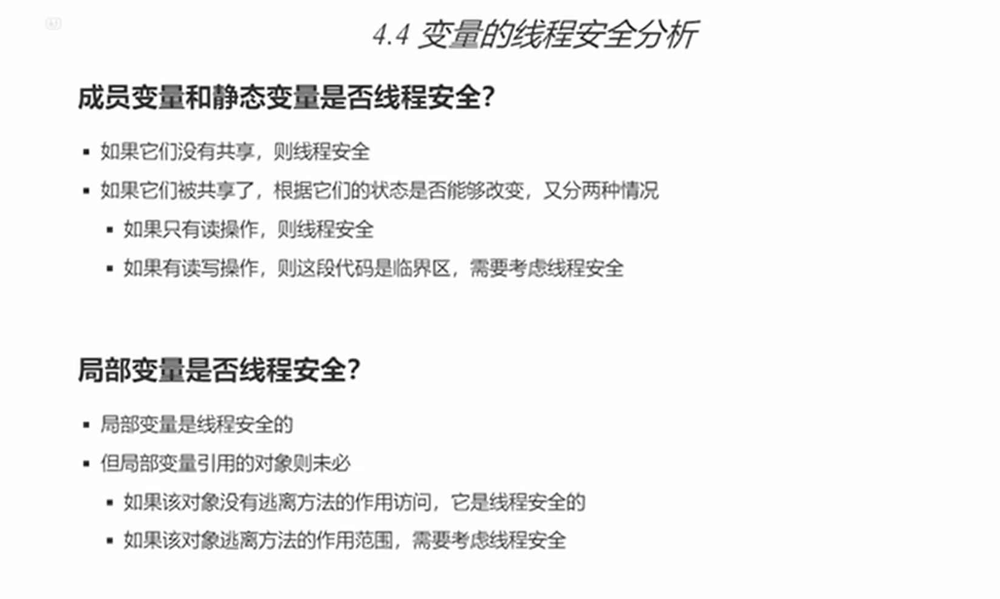 4.4 变量的线程安全分析
成员变量和静态变量是否线程安全?
▪ 如果它们没有共享，则线程安全
▪ 如果它们被共享了，根据它们的状态是否能够改变，又分两种情况
▪ 如果只有读操作，则线程安全
▪ 如果有读写操作，则这段代码是临界区，需要考虑线程安全
局部变量是否线程安全?
▪ 局部变量是线程安全的
▪ 但局部变量引用的对象则未必
▪ 如果该对象没有逃离方法的作用访问，它是线程安全的
▪ 如果该对象逃离方法的作用范围，需要考虑线程安全